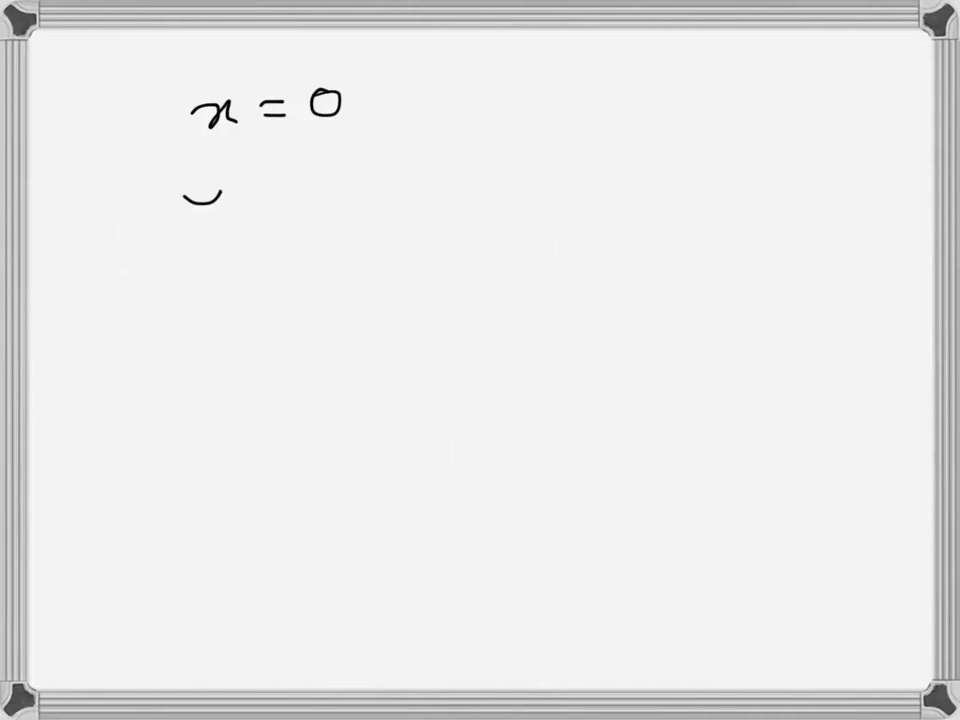 x = 0